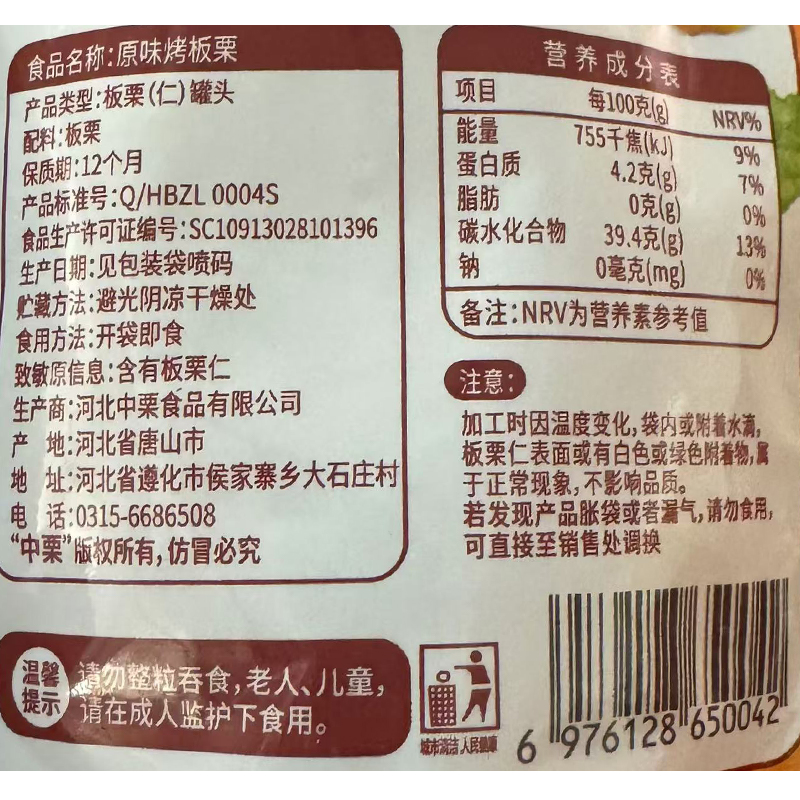 食品名称:原味烤板栗
产品类型:板栗(仁)罐头
配料:板栗
保质期:12个月
产品标准号:Q/HBZL 0004S
食品生产许可证编号:SC10913028101396
生产日期:见包装袋喷码
贮藏方法:避光阴凉干燥处
食用方法:开袋即食
致敏原信息:含有板栗仁
生产商:河北中栗食品有限公司
产 地:河北省唐山市
地 址:河北省遵化市侯家寨乡大石庄村
电 话:0315-6686508
“中栗”版权所有,仿冒必究
营养成分表
项目 每100克(g) NRV%
能量 755千焦(kJ) 9%
蛋白质 4.2克(g) 7%
脂肪 0克(g) 0%
碳水化合物 39.4克(g) 13%
钠 0毫克(mg) 0%
备注:NRV为营养素参考值
注意:
加工时因温度变化,袋内或附着水滴,
板栗仁表面或有白色或绿色附着物,属
于正常现象,不影响品质。
若发现产品胀袋或者漏气,请勿食用,
可直接至销售处调换
温馨
提示
请勿整粒吞食,老人、儿童,
请在成人监护下食用。
城市清洁 人民健康
6 976128 650042